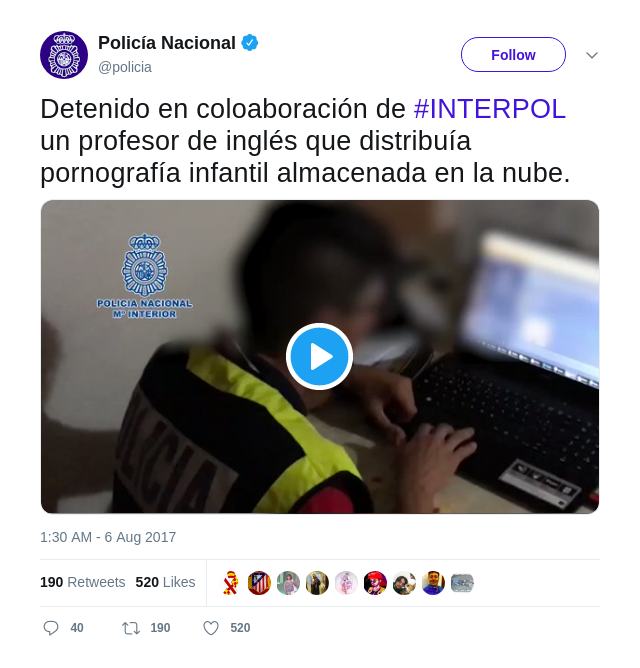 Policía Nacional
@policia
Follow
Detenido en coloaboración de #INTERPOL
un profesor de inglés que distribuía
pornografía infantil almacenada en la nube.
POLICIA NACIONAL
Mº INTERIOR
POLICIA
1:30 AM - 6 Aug 2017
190 Retweets 520 Likes
40 190 520